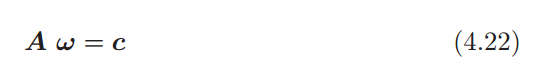 A ω = c (4.22)